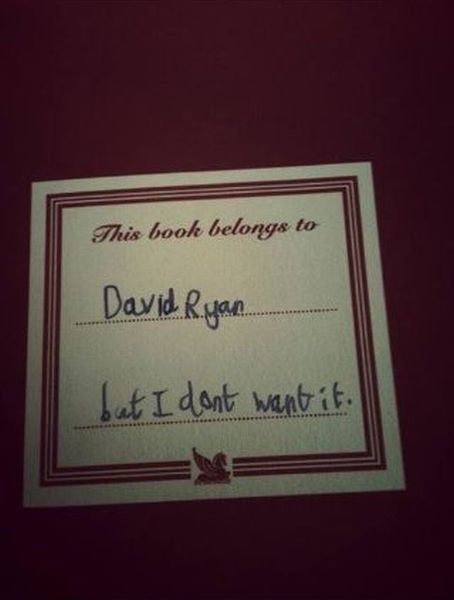 This book belongs to
David Ryan
but I dont want it.